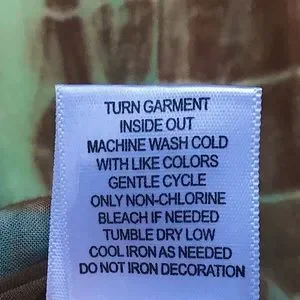 TURN GARMENT
INSIDE OUT
MACHINE WASH COLD
WITH LIKE COLORS
GENTLE CYCLE
ONLY NON-CHLORINE
BLEACH IF NEEDED
TUMBLE DRY LOW
COOL IRON AS NEEDED
DO NOT IRON DECORATION